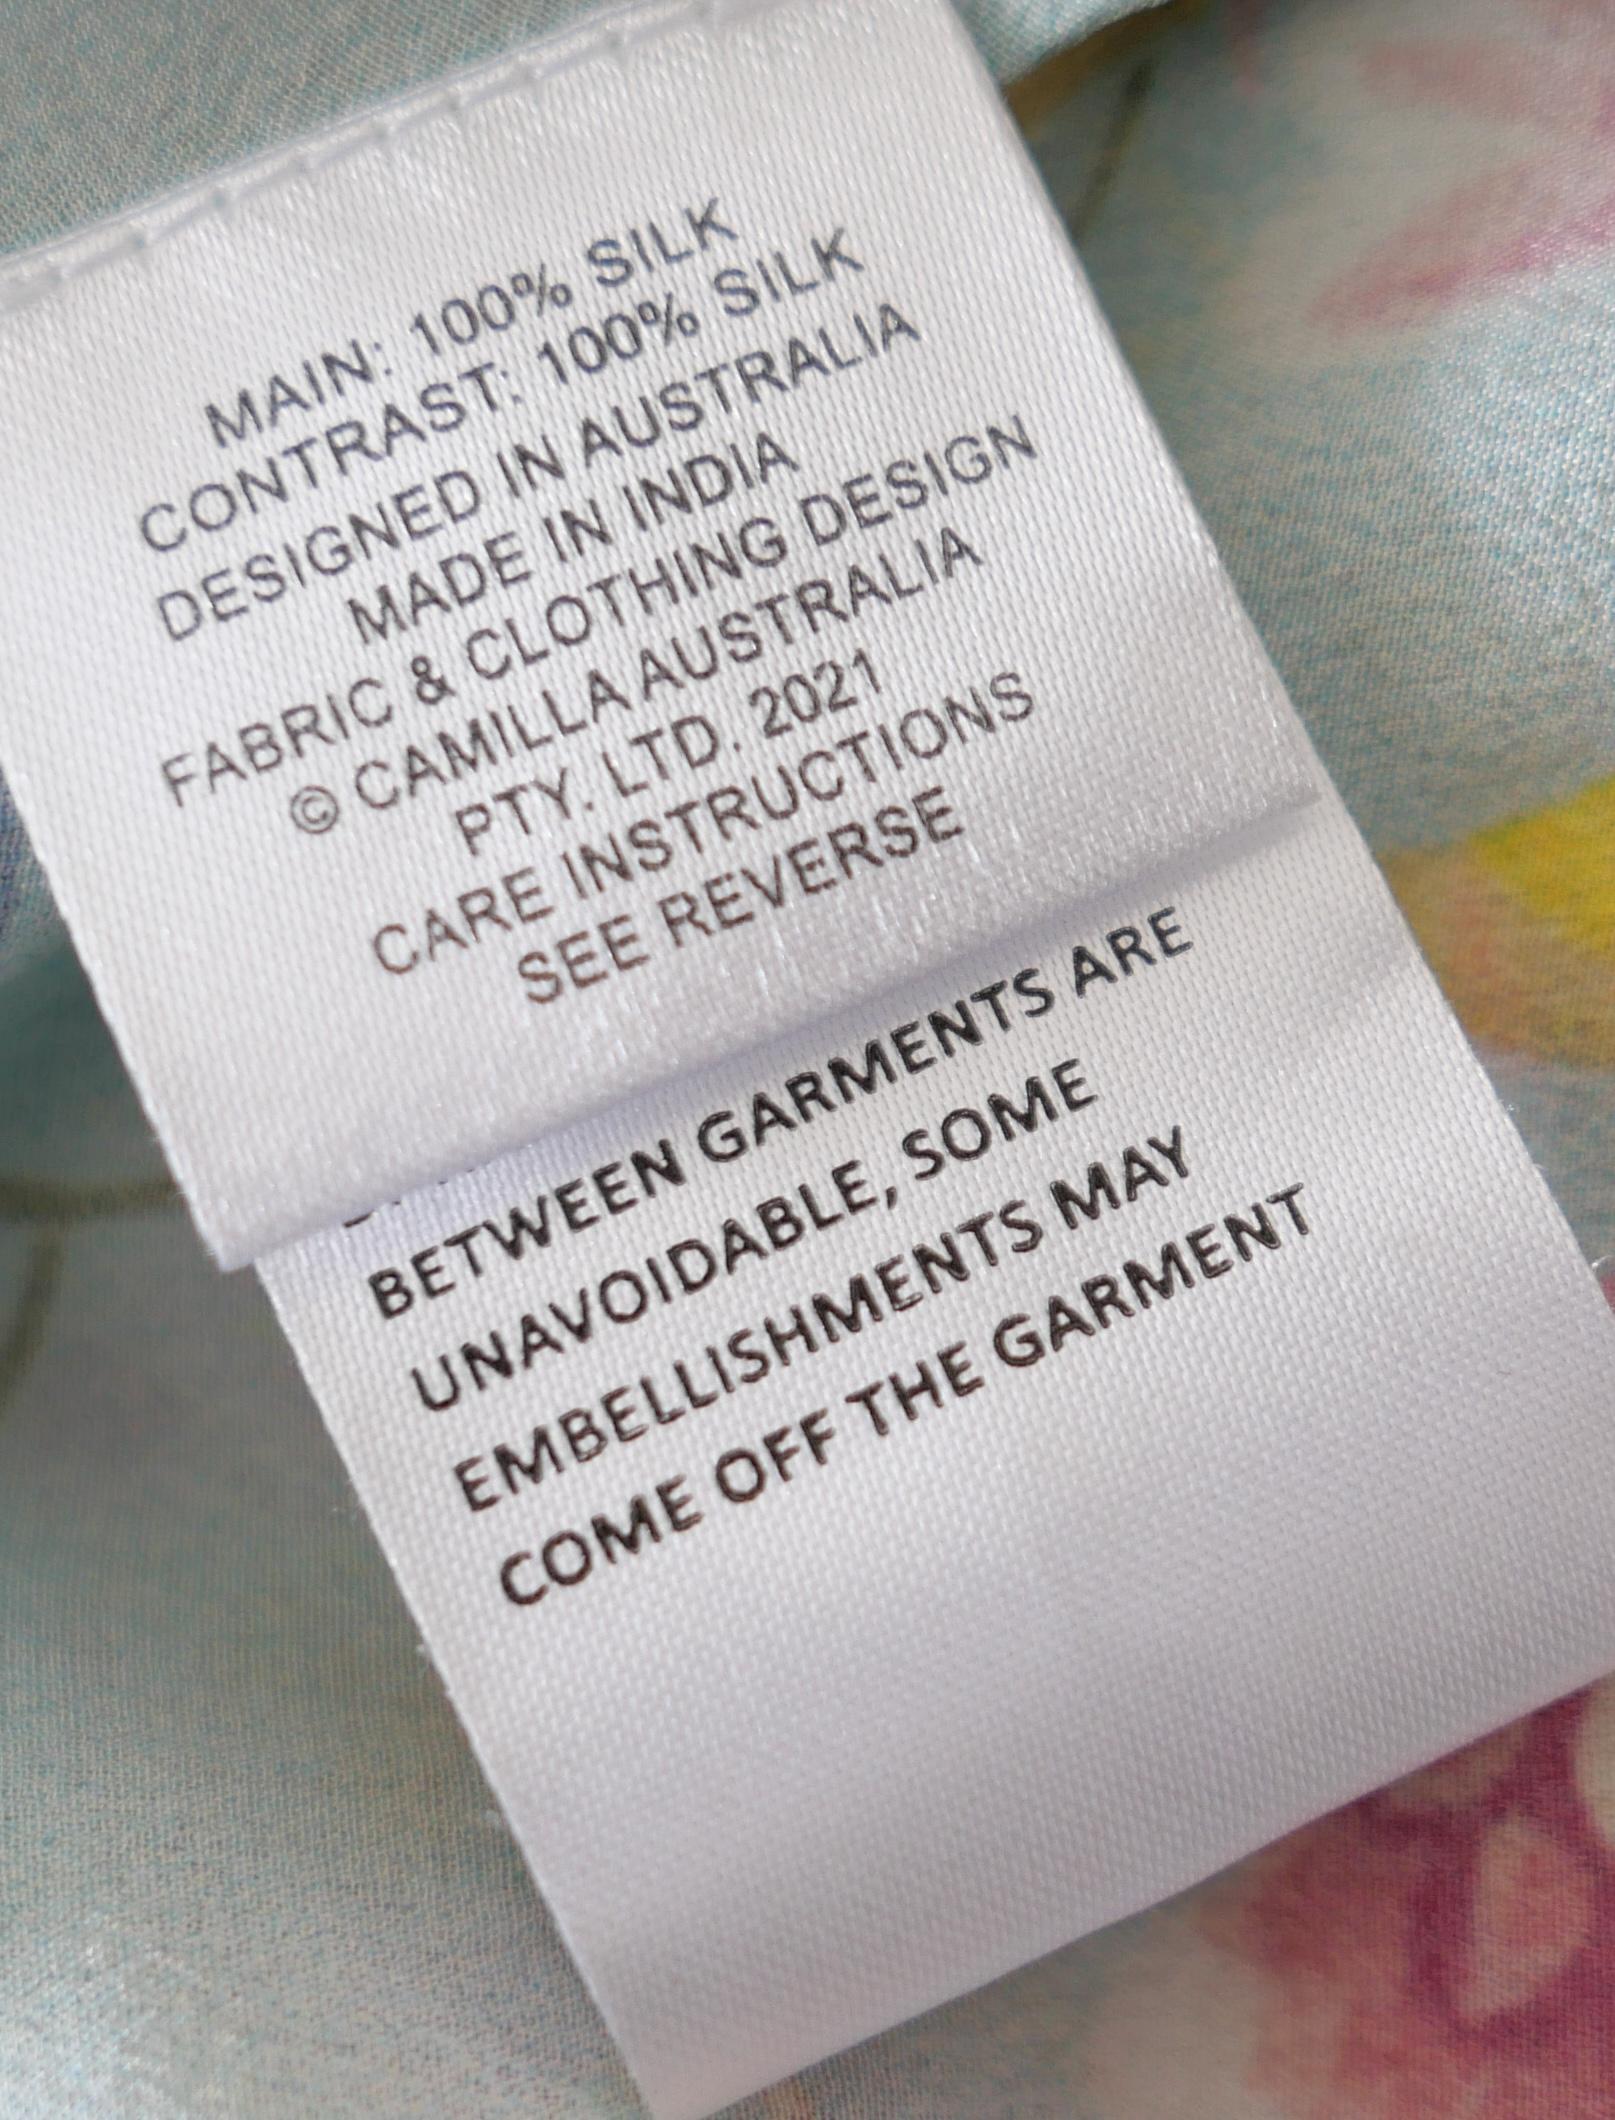 MAIN: 100% SILK
CONTRAST: 100% SILK
DESIGNED IN AUSTRALIA
MADE IN INDIA
FABRIC & CLOTHING DESIGN
© CAMILLA AUSTRALIA
PTY. LTD. 2021
CARE INSTRUCTIONS
SEE REVERSE
BETWEEN GARMENTS ARE
UNAVOIDABLE, SOME
EMBELLISHMENTS MAY
COME OFF THE GARMENT